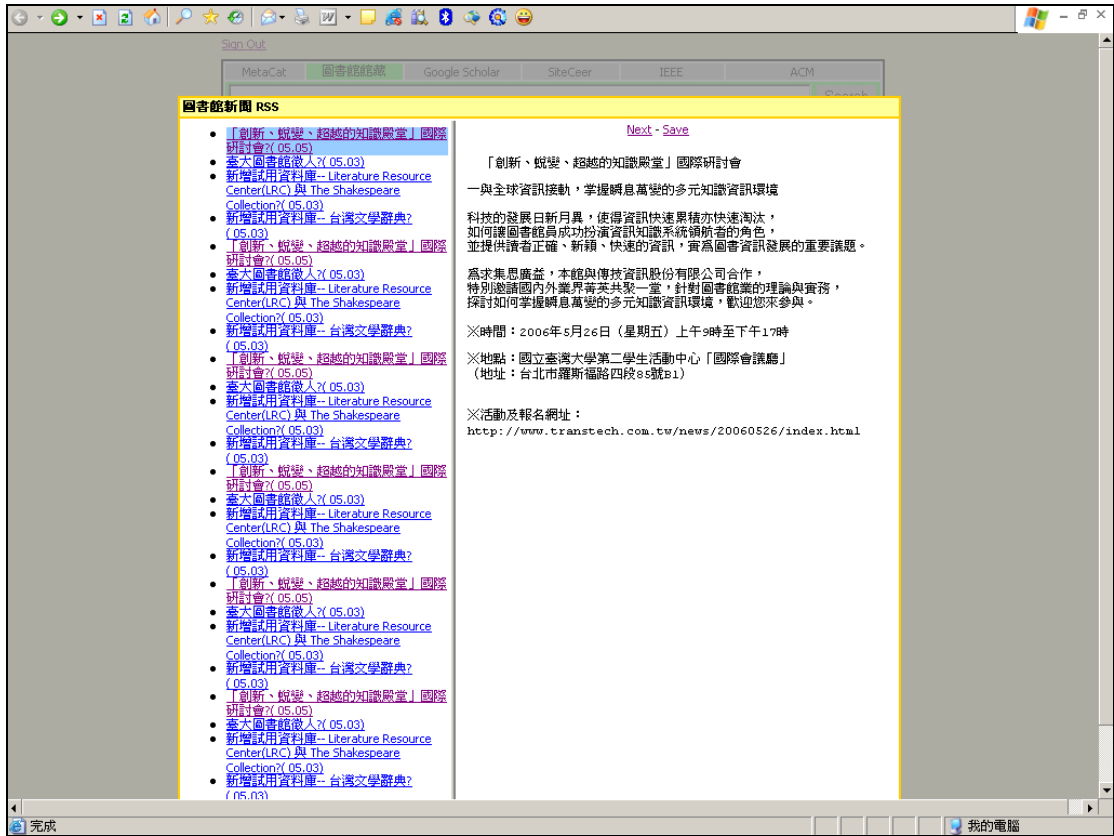 Sign Out
MetaCat 圖書館館藏 Google Scholar SiteCeer IEEE ACM
圖書館新聞 RSS
「創新、蛻變、超越的知識殿堂」國際
研討會?( 05.05)
臺大圖書館徵人?( 05.03)
新增試用資料庫-- Literature Resource
Center(LRC) 與 The Shakespeare
Collection?( 05.03)
新增試用資料庫-- 台灣文學辭典?
( 05.03)
「創新、蛻變、超越的知識殿堂」國際
研討會?( 05.05)
臺大圖書館徵人?( 05.03)
新增試用資料庫-- Literature Resource
Center(LRC) 與 The Shakespeare
Collection?( 05.03)
新增試用資料庫-- 台灣文學辭典?
( 05.03)
「創新、蛻變、超越的知識殿堂」國際
研討會?( 05.05)
臺大圖書館徵人?( 05.03)
新增試用資料庫-- Literature Resource
Center(LRC) 與 The Shakespeare
Collection?( 05.03)
新增試用資料庫-- 台灣文學辭典?
( 05.03)
「創新、蛻變、超越的知識殿堂」國際
研討會?( 05.05)
臺大圖書館徵人?( 05.03)
新增試用資料庫-- Literature Resource
Center(LRC) 與 The Shakespeare
Collection?( 05.03)
新增試用資料庫-- 台灣文學辭典?
( 05.03)
「創新、蛻變、超越的知識殿堂」國際
研討會?( 05.05)
臺大圖書館徵人?( 05.03)
新增試用資料庫-- Literature Resource
Center(LRC) 與 The Shakespeare
Collection?( 05.03)
新增試用資料庫-- 台灣文學辭典?
( 05.03)
「創新、蛻變、超越的知識殿堂」國際
研討會?( 05.05)
臺大圖書館徵人?( 05.03)
新增試用資料庫-- Literature Resource
Center(LRC) 與 The Shakespeare
Collection?( 05.03)
新增試用資料庫-- 台灣文學辭典?
( 05.03)
Next - Save
「創新、蛻變、超越的知識殿堂」國際研討會
─與全球資訊接軌,掌握瞬息萬變的多元知識資訊環境
科技的發展日新月異,使得資訊快速累積亦快速淘汰,
如何讓圖書館員成功扮演資訊知識系統領航者的角色,
並提供讀者正確、新穎、快速的資訊,實為圖書資訊發展的重要議題。
為求集思廣益,本館與傳技資訊股份有限公司合作,
特別邀請國內外業界菁英共聚一堂,針對圖書館業的理論與實務,
探討如何掌握瞬息萬變的多元知識資訊環境,歡迎您來參與。
※時間:2006年5月26日(星期五)上午9時至下午17時
※地點:國立臺灣大學第二學生活動中心「國際會議廳」
(地址:台北市羅斯福路四段85號B1)
※活動及報名網址:
http://www.transtech.com.tw/news/20060526/index.html
完成
我的電腦